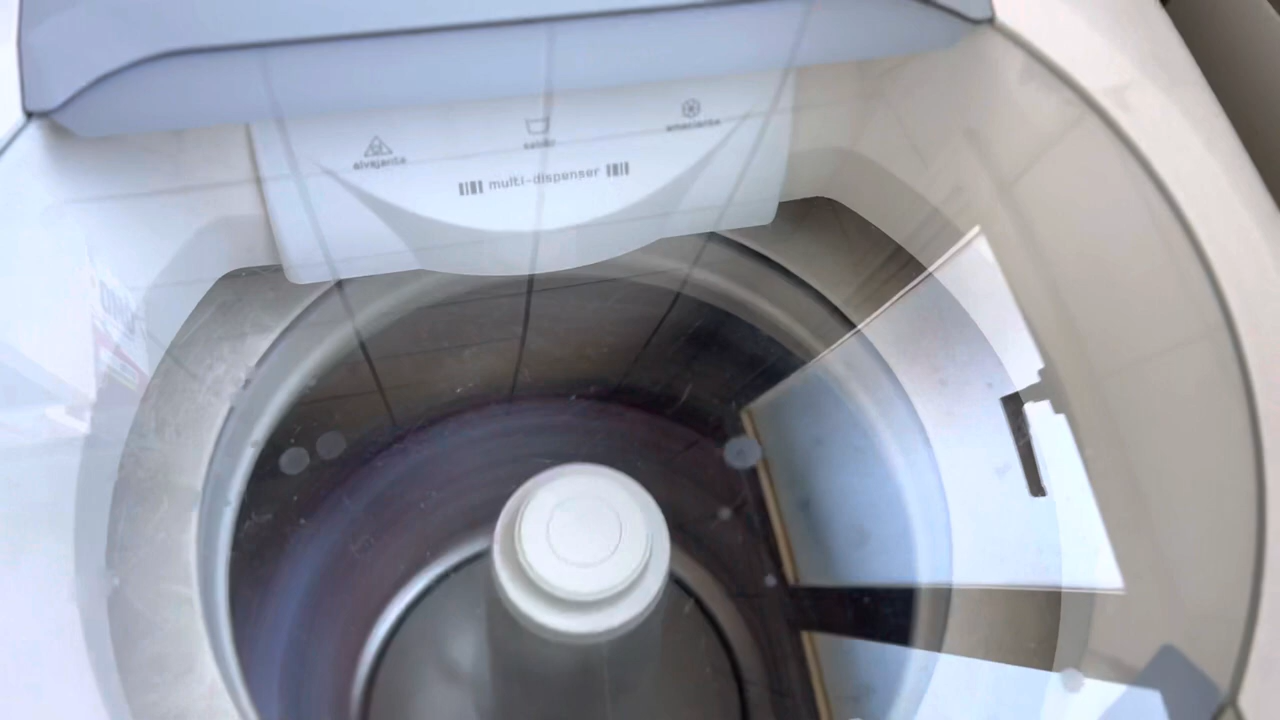 alvejante
sabão
amaciante
multi-dispenser